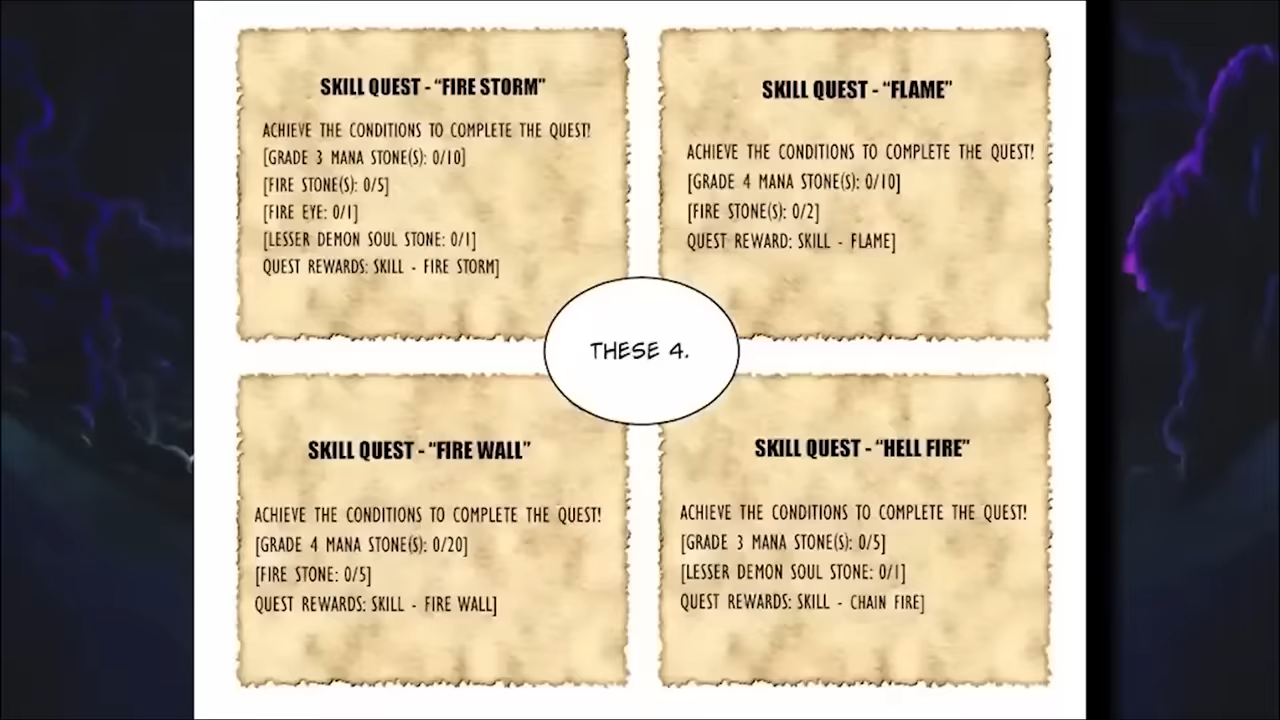 SKILL QUEST - “FIRE STORM”
ACHIEVE THE CONDITIONS TO COMPLETE THE QUEST!
[GRADE 3 MANA STONE(S): 0/10]
[FIRE STONE(S): 0/5]
[FIRE EYE: 0/1]
[LESSER DEMON SOUL STONE: 0/1]
QUEST REWARDS: SKILL - FIRE STORM]
SKILL QUEST - “FLAME”
ACHIEVE THE CONDITIONS TO COMPLETE THE QUEST!
[GRADE 4 MANA STONE(S): 0/10]
[FIRE STONE(S): 0/2]
QUEST REWARD: SKILL - FLAME]
THESE 4.
SKILL QUEST - “FIRE WALL”
ACHIEVE THE CONDITIONS TO COMPLETE THE QUEST!
[GRADE 4 MANA STONE(S): 0/20]
[FIRE STONE: 0/5]
QUEST REWARDS: SKILL - FIRE WALL]
SKILL QUEST - “HELL FIRE”
ACHIEVE THE CONDITIONS TO COMPLETE THE QUEST!
[GRADE 3 MANA STONE(S): 0/5]
[LESSER DEMON SOUL STONE: 0/1]
QUEST REWARDS: SKILL - CHAIN FIRE]